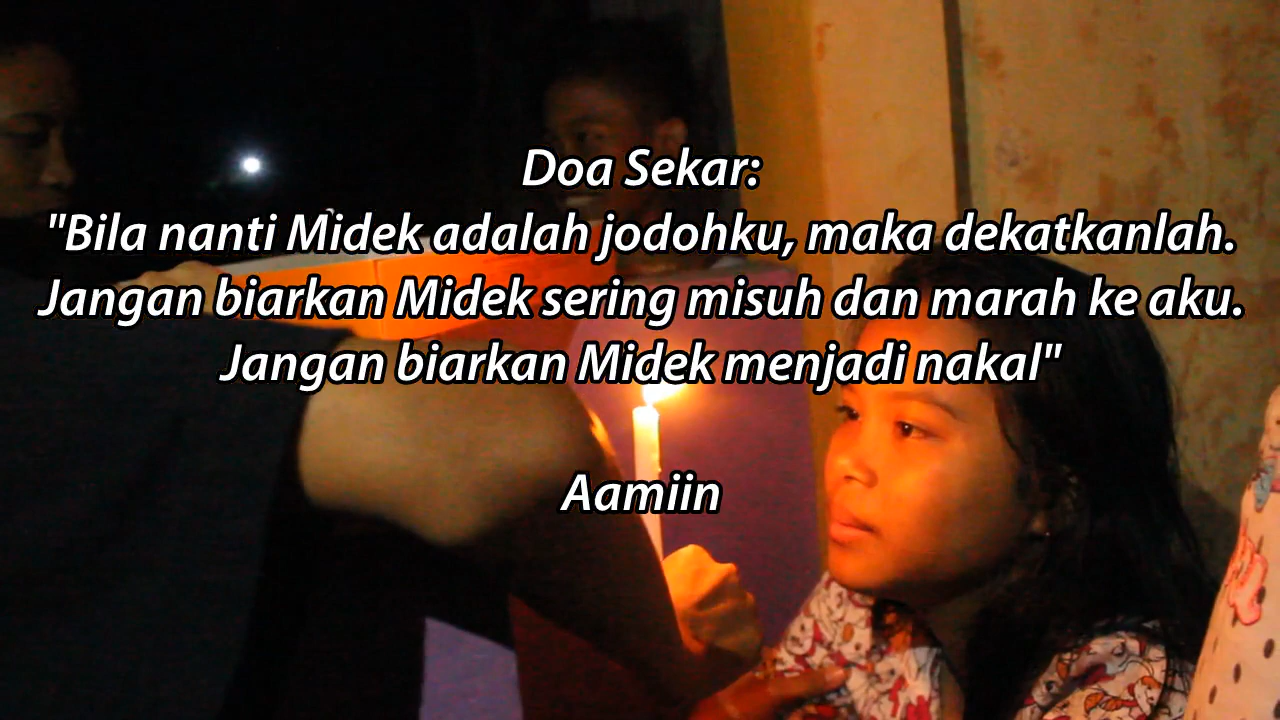 Doa Sekar:
"Bila nanti Midek adalah jodohku, maka dekatkanlah.
Jangan biarkan Midek sering misuh dan marah ke aku.
Jangan biarkan Midek menjadi nakal"
Aamiin